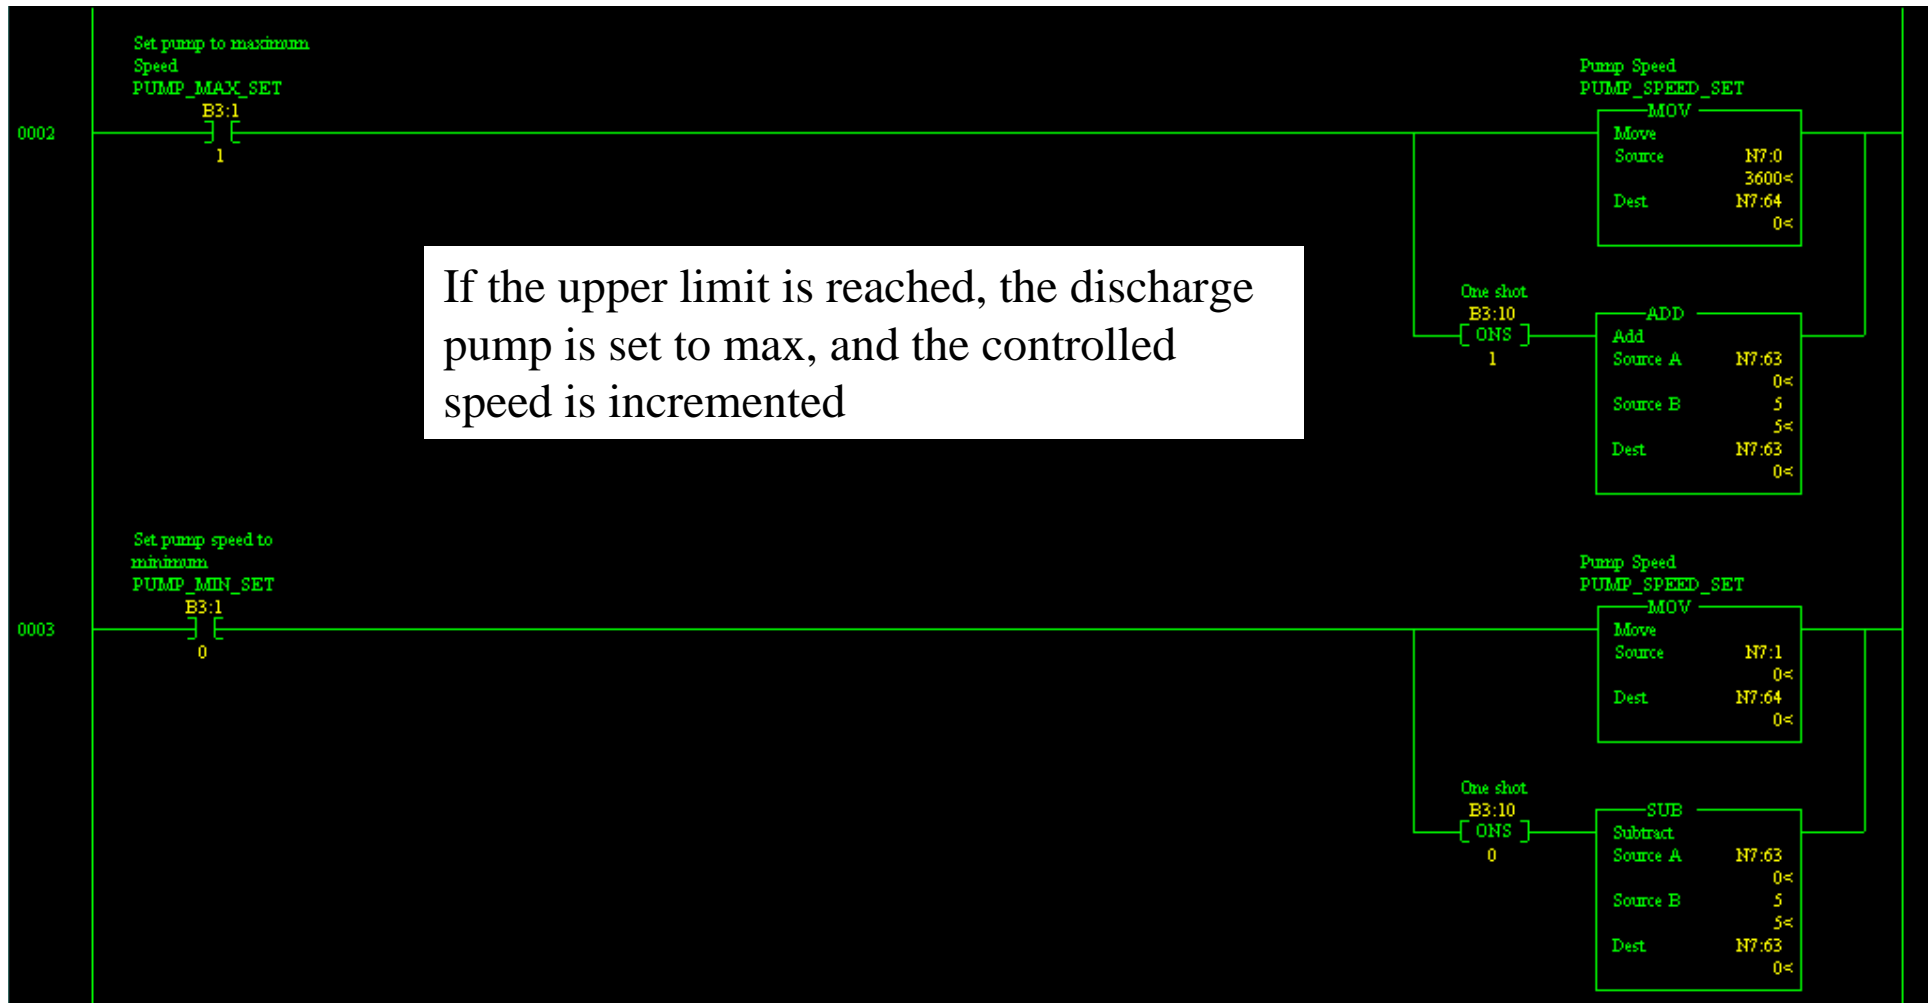 Set pump to maximum
Speed
PUMP_MAX_SET
B3:1
0002
1
Pump Speed
PUMP_SPEED_SET
MOV
Move
Source N7:0
3600<
Dest N7:64
0<
If the upper limit is reached, the discharge
pump is set to max, and the controlled
speed is incremented
One shot
B3:10
ONS
1
ADD
Add
Source A N7:63
0<
Source B 5
5<
Dest N7:63
0<
Set pump speed to
minimum
PUMP_MIN_SET
B3:1
0003
0
Pump Speed
PUMP_SPEED_SET
MOV
Move
Source N7:1
0<
Dest N7:64
0<
One shot
B3:10
ONS
0
SUB
Subtract
Source A N7:63
0<
Source B 5
5<
Dest N7:63
0<